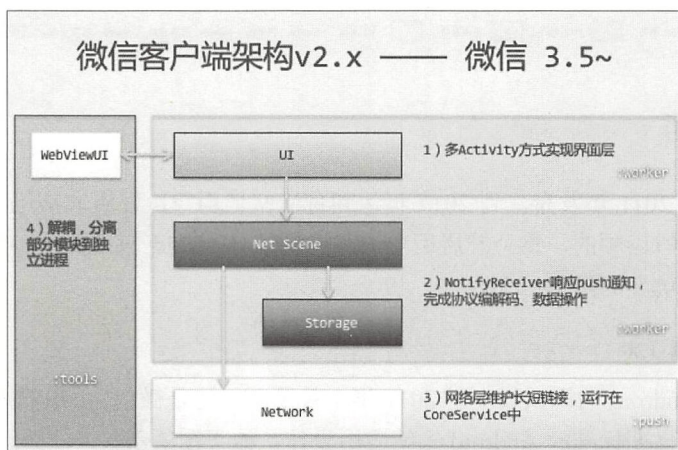 微信客户端架构v2.x —— 微信 3.5~
WebViewUI
4）解耦，分离
部分模块到独
立进程
:tools
UI
1）多Activity方式实现界面层
:worker
Net Scene
Storage
2）NotifyReceiver响应push通知，
完成协议编解码、数据操作
:worker
Network
3）网络层维护长短链接，运行在
CoreService中
:push